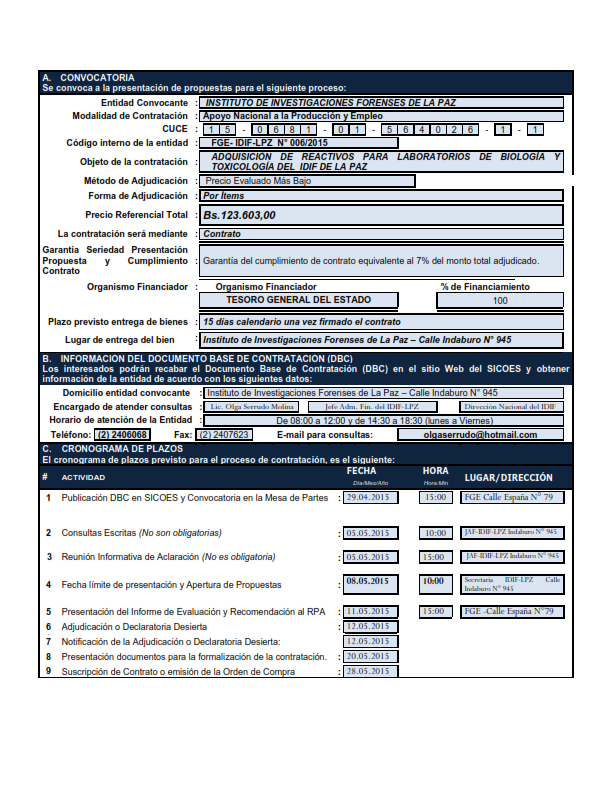 A. CONVOCATORIA
Se convoca a la presentación de propuestas para el siguiente proceso:
Entidad Convocante : INSTITUTO DE INVESTIGACIONES FORENSES DE LA PAZ
Modalidad de Contratación : Apoyo Nacional a la Producción y Empleo
CUCE : 1 5 - 0 6 8 1 - 0 1 - 5 6 4 0 2 6 - 1 - 1
Código interno de la entidad : FGE- IDIF-LPZ N° 006/2015
Objeto de la contratación : ADQUISICIÓN DE REACTIVOS PARA LABORATORIOS DE BIOLOGÍA Y
TOXICOLOGÍA DEL IDIF DE LA PAZ
Método de Adjudicación : Precio Evaluado Más Bajo
Forma de Adjudicación : Por Ítems
Precio Referencial Total : Bs.123.603,00
La contratación será mediante : Contrato
Garantía Seriedad Presentación
Propuesta y Cumplimiento : Garantía del cumplimiento de contrato equivalente al 7% del monto total adjudicado.
Contrato
Organismo Financiador : Organismo Financiador % de Financiamiento
TESORO GENERAL DEL ESTADO 100
Plazo previsto entrega de bienes : 15 días calendario una vez firmado el contrato
Lugar de entrega del bien : Instituto de Investigaciones Forenses de La Paz – Calle Indaburo N° 945
B. INFORMACION DEL DOCUMENTO BASE DE CONTRATACION (DBC)
Los interesados podrán recabar el Documento Base de Contratación (DBC) en el sitio Web del SICOES y obtener
información de la entidad de acuerdo con los siguientes datos:
Domicilio entidad convocante : Instituto de Investigaciones Forenses de La Paz – Calle Indaburo N° 945
Encargado de atender consultas : Lic. Olga Serrudo Molina Jefe Adm. Fin. del IDIF-LPZ Dirección Nacional del IDIF
Horario de atención de la Entidad : De 08:00 a 12:00 y de 14:30 a 18:30 (lunes a Viernes)
Teléfono: (2) 2406068 Fax: (2) 2407623 E-mail para consultas: olgaserrudo@hotmail.com
C. CRONOGRAMA DE PLAZOS
El cronograma de plazos previsto para el proceso de contratación, es el siguiente:
# ACTIVIDAD FECHA HORA LUGAR/DIRECCIÓN
Día/Mes/Año Hora:Min
1 Publicación DBC en SICOES y Convocatoria en la Mesa de Partes : 29.04.2015 15:00 FGE Calle España N° 79
2 Consultas Escritas (No son obligatorias) : 05.05.2015 10:00 JAF-IDIF-LPZ Indaburo N° 945
3 Reunión Informativa de Aclaración (No es obligatoria) : 05.05.2015 15:00 JAF-IDIF-LPZ Indaburo N° 945
4 Fecha límite de presentación y Apertura de Propuestas : 08.05.2015 10:00 Secretaria IDIF-LPZ Calle
Indaburo N° 945
5 Presentación del Informe de Evaluación y Recomendación al RPA : 11.05.2015 15:00 FGE -Calle España N°79
6 Adjudicación o Declaratoria Desierta : 12.05.2015
7 Notificación de la Adjudicación o Declaratoria Desierta: 12.05.2015
8 Presentación documentos para la formalización de la contratación. : 20.05.2015
9 Suscripción de Contrato o emisión de la Orden de Compra : 28.05.2015